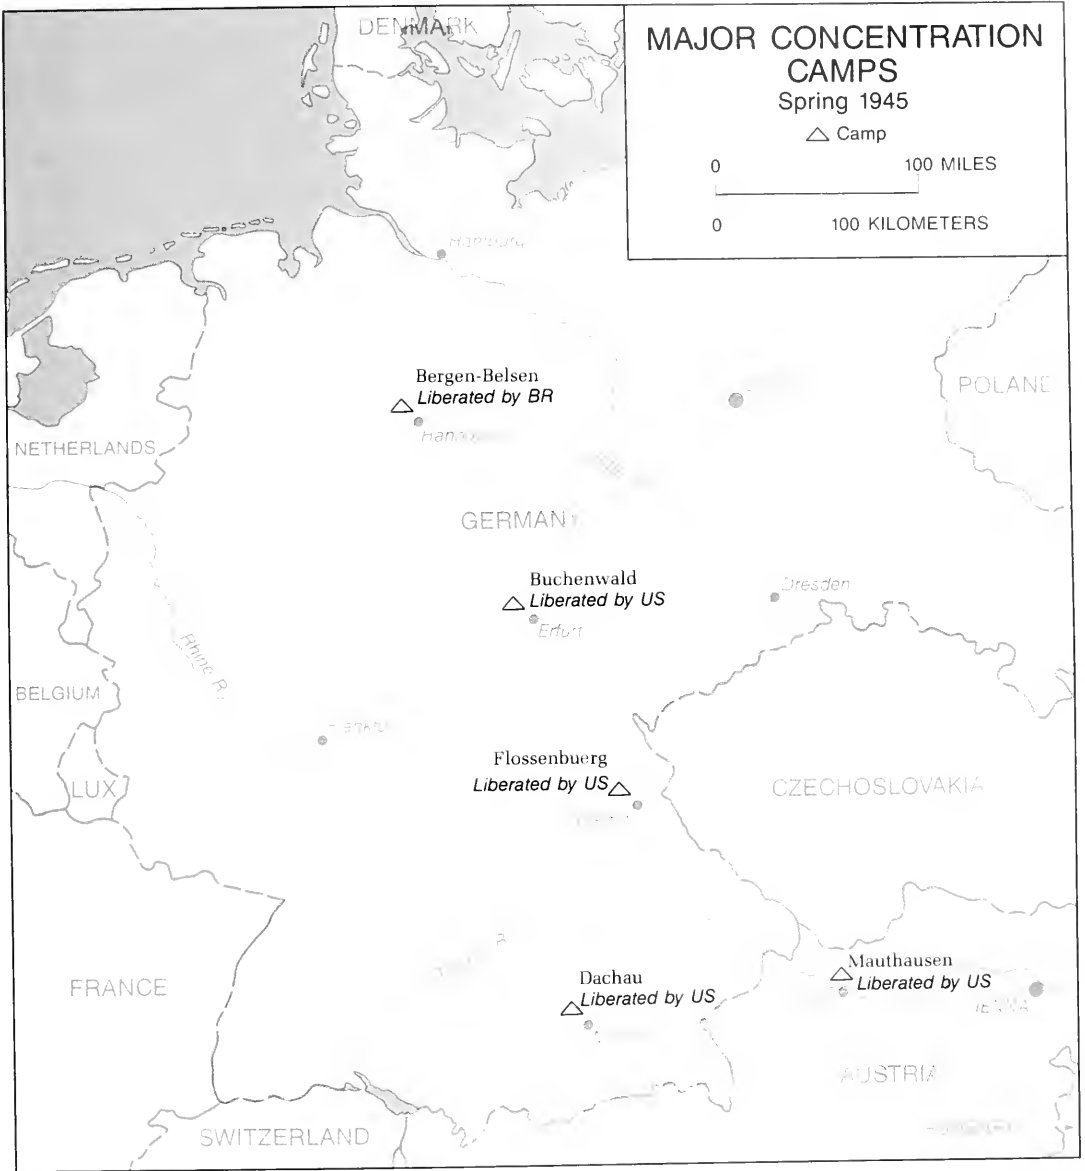 DENMARK
MAJOR CONCENTRATION
CAMPS
Spring 1945
Camp
0 100 MILES
0 100 KILOMETERS
Hamburg
Bergen-Belsen
Liberated by BR
POLAND
NETHERLANDS
GERMANY
Buchenwald
Liberated by US
Dresden
Erfurt
Rhine R.
BELGIUM
Flossenbuerg
Liberated by US
LUX
CZECHOSLOVAKIA
Mauthausen
Liberated by US
Dachau
Liberated by US
FRANCE
AUSTRIA
SWITZERLAND